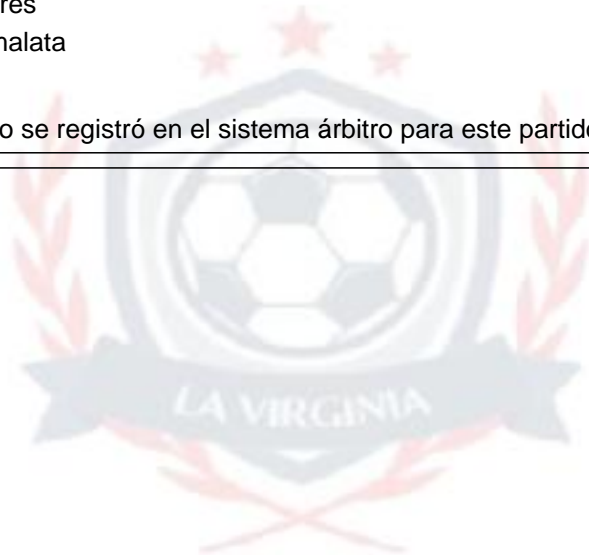 res
nalata
o se registró en el sistema árbitro para este partido
LA VIRGINIA